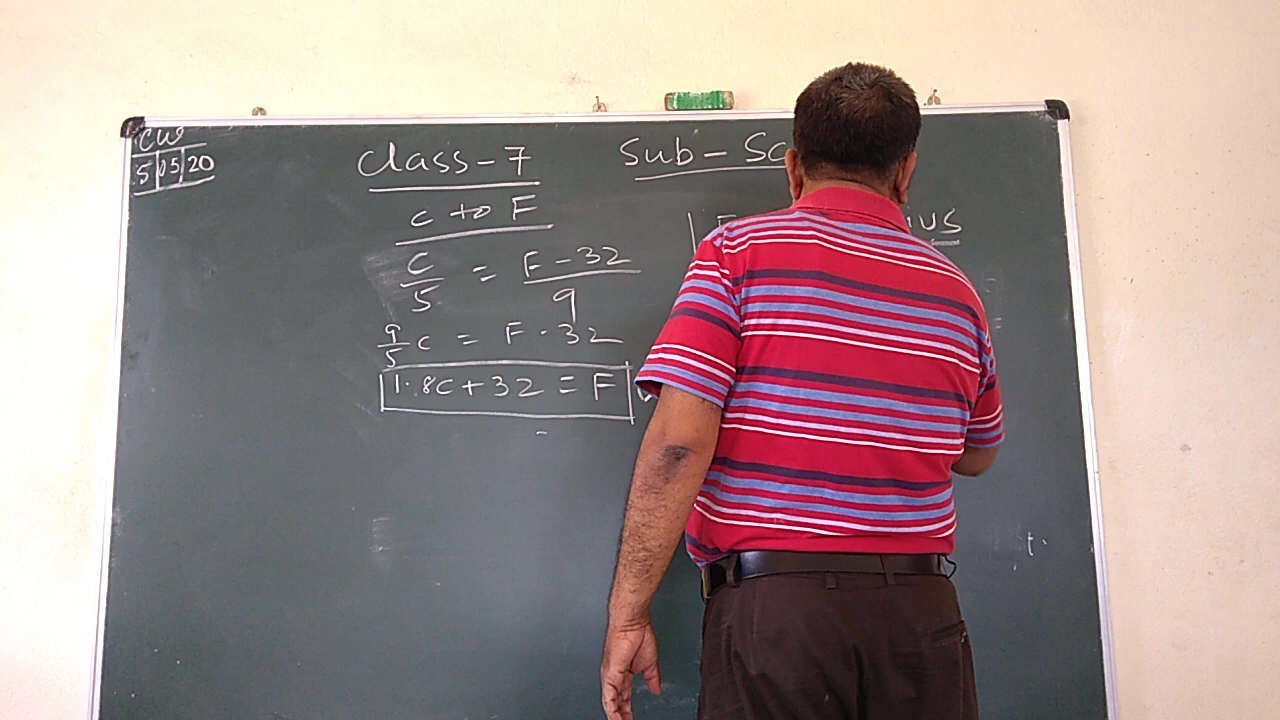 CW
5|05|20
Class-7
Sub - Sc
C to F
C/5 = F - 32/9
9/5 C = F - 32
1.8C + 32 = F